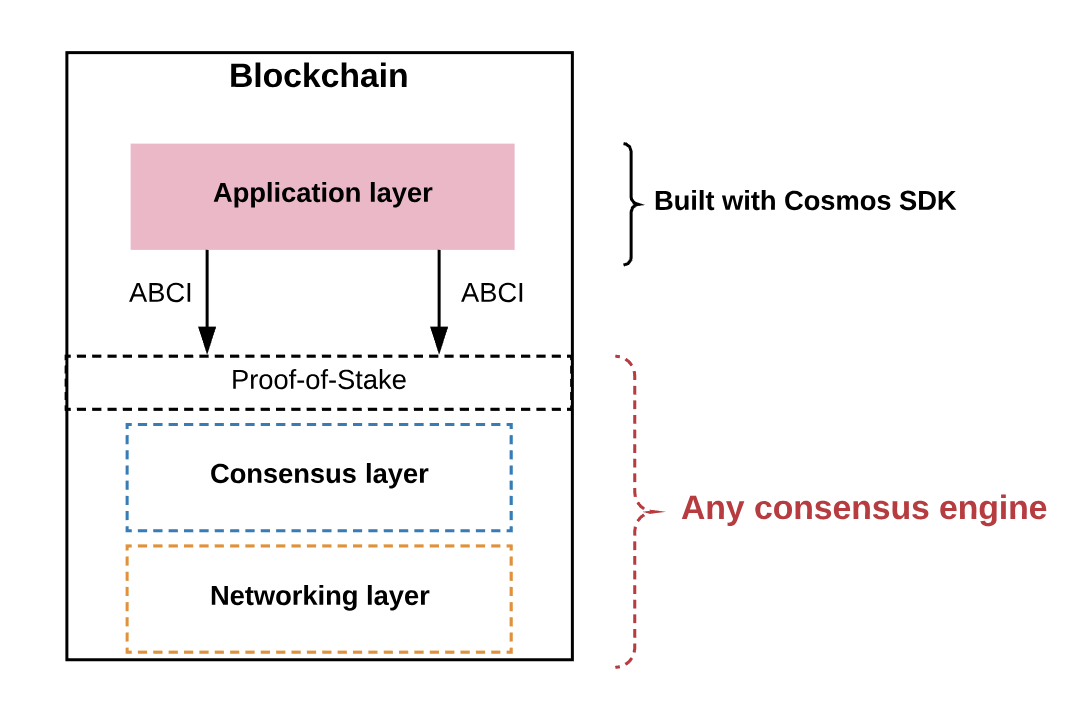 Blockchain
Application layer
Built with Cosmos SDK
ABCI
ABCI
Proof-of-Stake
Consensus layer
Any consensus engine
Networking layer